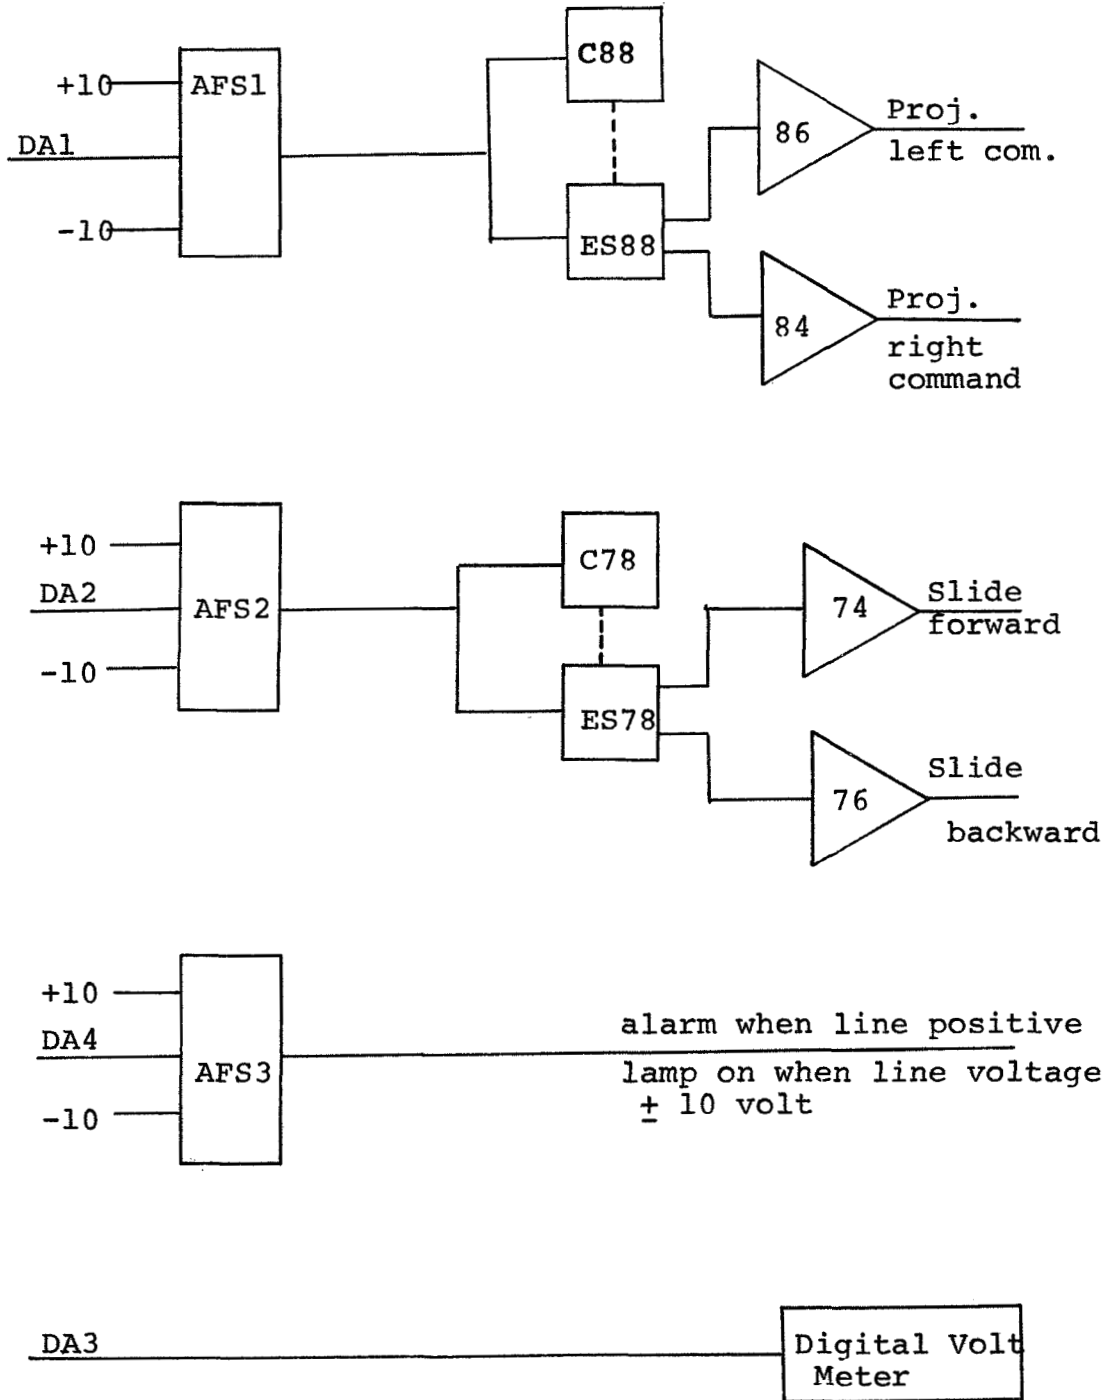 C88
+10
AFS1
DA1
-10
ES88
86
Proj.
left com.
84
Proj.
right
command
+10
DA2
AFS2
-10
C78
ES78
74
Slide
forward
76
Slide
backward
+10
DA4
AFS3
-10
alarm when line positive
lamp on when line voltage
± 10 volt
DA3
Digital Volt
Meter